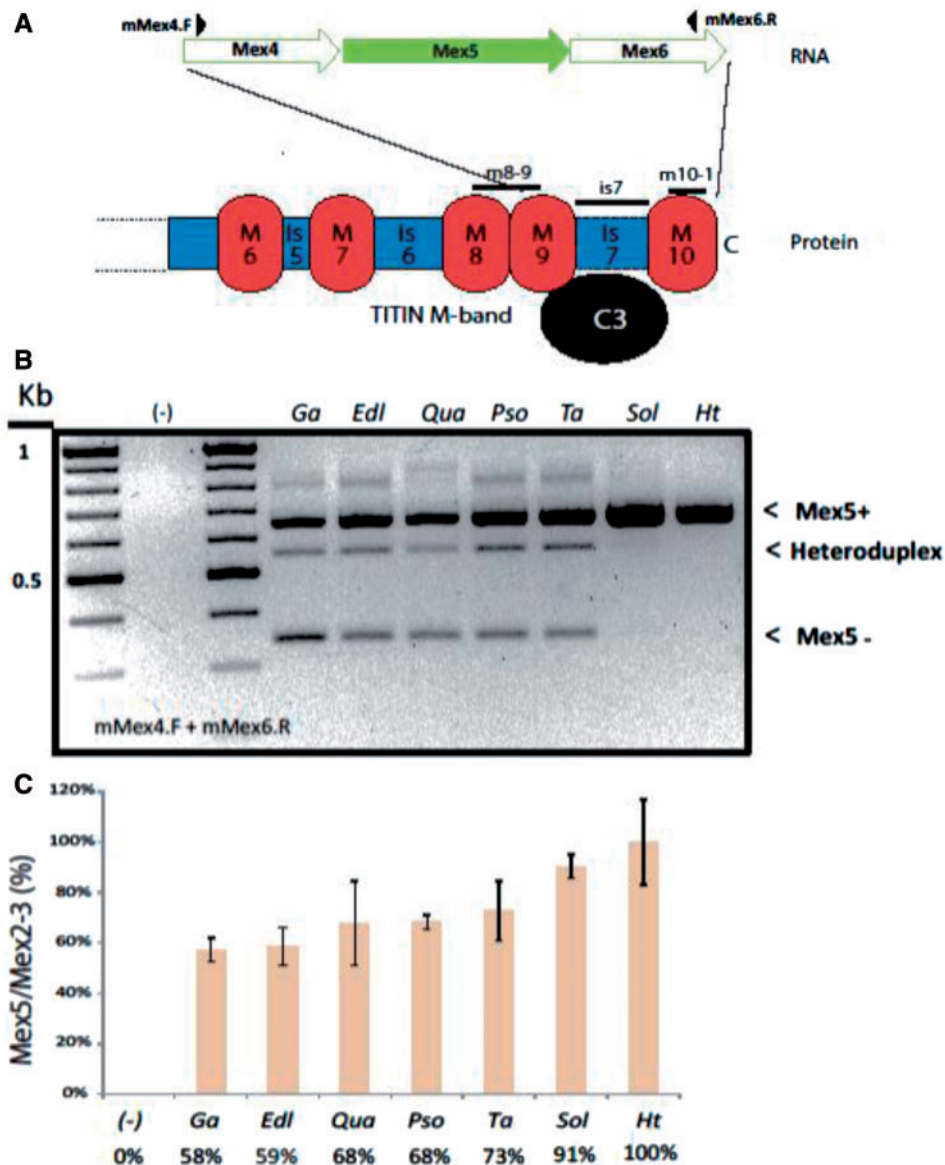 A
mMex4.F mMex6.R
Mex4 Mex5 Mex6 RNA
m8-9 is7 m10-1
M 6 Is 5 M 7 Is 6 M 8 M 9 Is 7 M 10 C Protein
TITIN M-band C3
B
Kb
(-) Ga Edl Qua Pso Ta Sol Ht
1
< Mex5+
< Heteroduplex
0.5
< Mex5 -
mMex4.F + mMex6.R
C
120%
100%
80%
60%
40%
20%
0%
Mex5/Mex2-3 (%)
(-) Ga Edl Qua Pso Ta Sol Ht
0% 58% 59% 68% 68% 73% 91% 100%